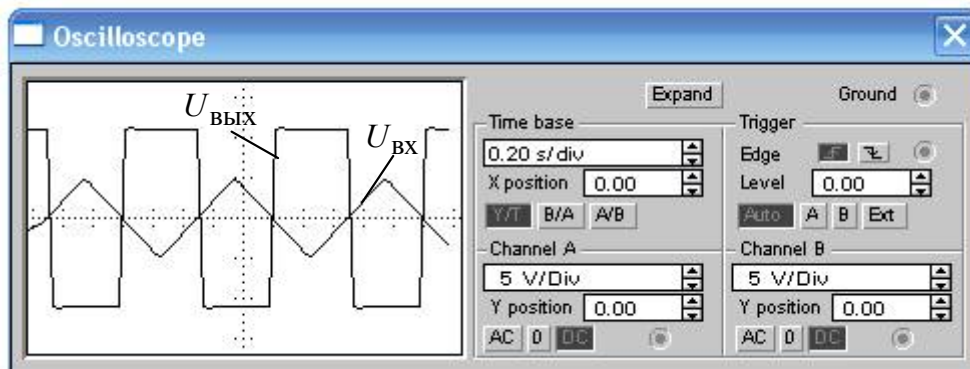 Oscilloscope
U вых
U вх
Expand
Ground
Time base
0.20 s/div
X position 0.00
Y/T B/A A/B
Trigger
Edge
Level 0.00
Auto A B Ext
Channel A
5 V/Div
Y position 0.00
AC 0 DC
Channel B
5 V/Div
Y position 0.00
AC 0 DC